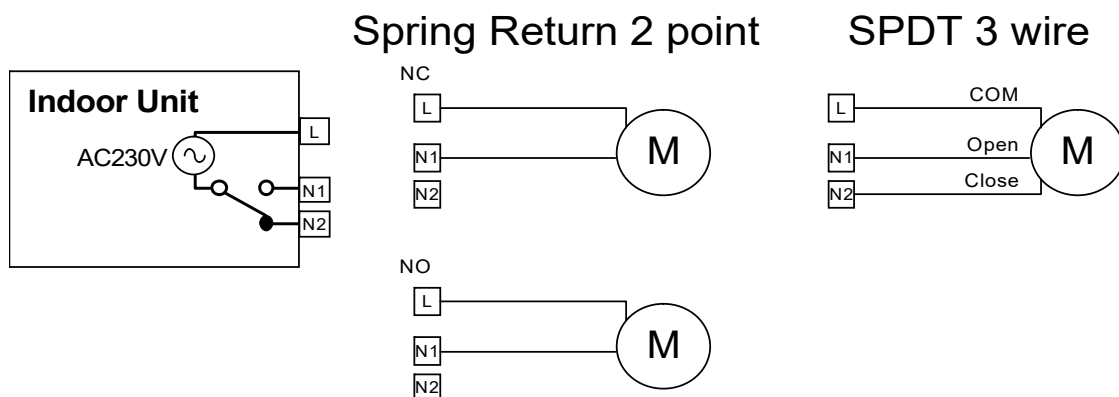 Spring Return 2 point
SPDT 3 wire
Indoor Unit
AC230V
L
N1
N2
NC
L
N1
N2
M
NO
L
N1
N2
M
L
N1
N2
COM
Open
Close
M